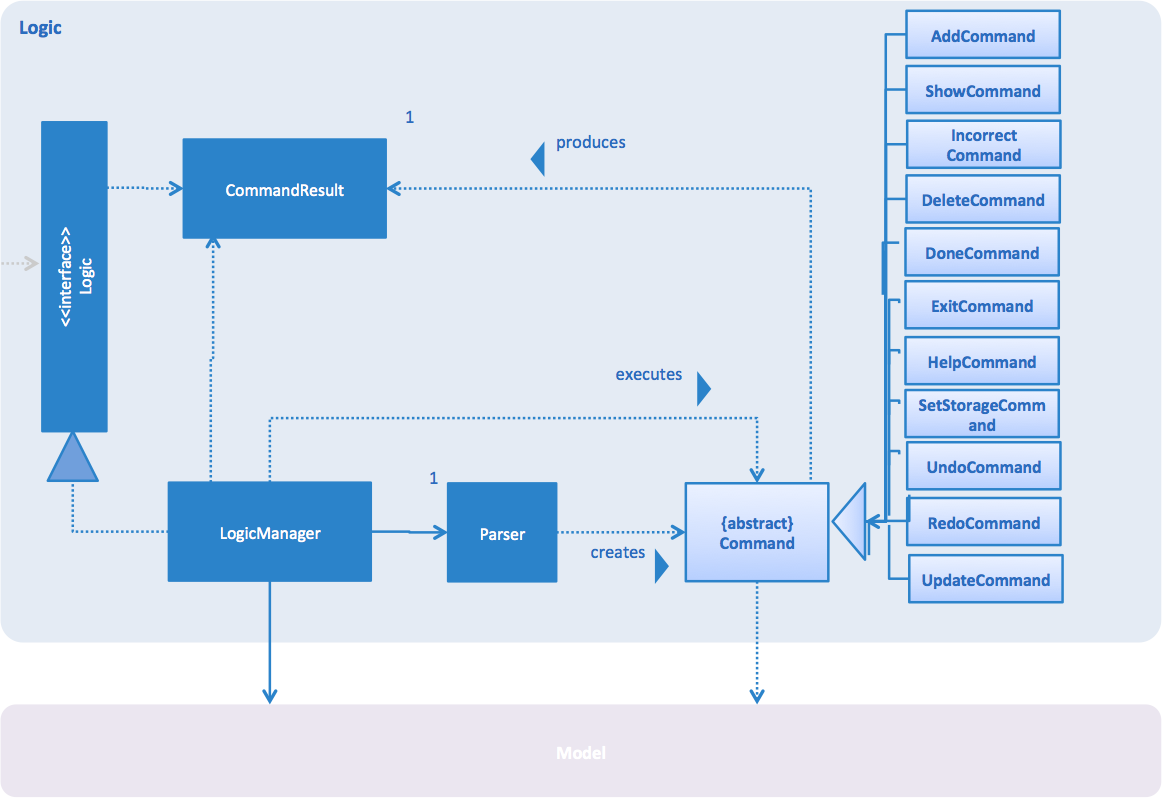 Logic
AddCommand
ShowCommand
Incorrect
Command
DeleteCommand
DoneCommand
ExitCommand
HelpCommand
SetStorageComm
and
UndoCommand
RedoCommand
UpdateCommand
1
produces
CommandResult
<<interface>>
Logic
executes
1
LogicManager
Parser
creates
{abstract}
Command
Model